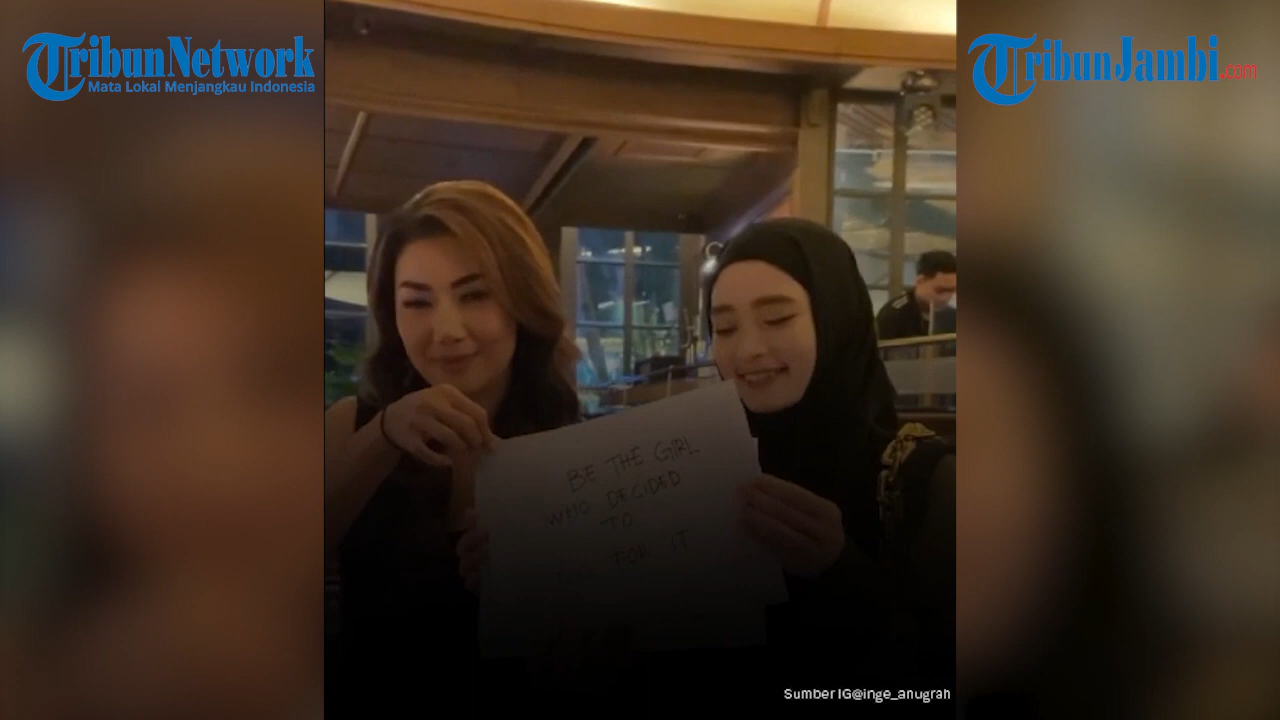 TribunNetwork
Mata Lokal Menjangkau Indonesia
TribunJambi.com
BE THE GIRL
WHO DECIDED
TO
FOR IT
Sumber IG@inge_anugrah